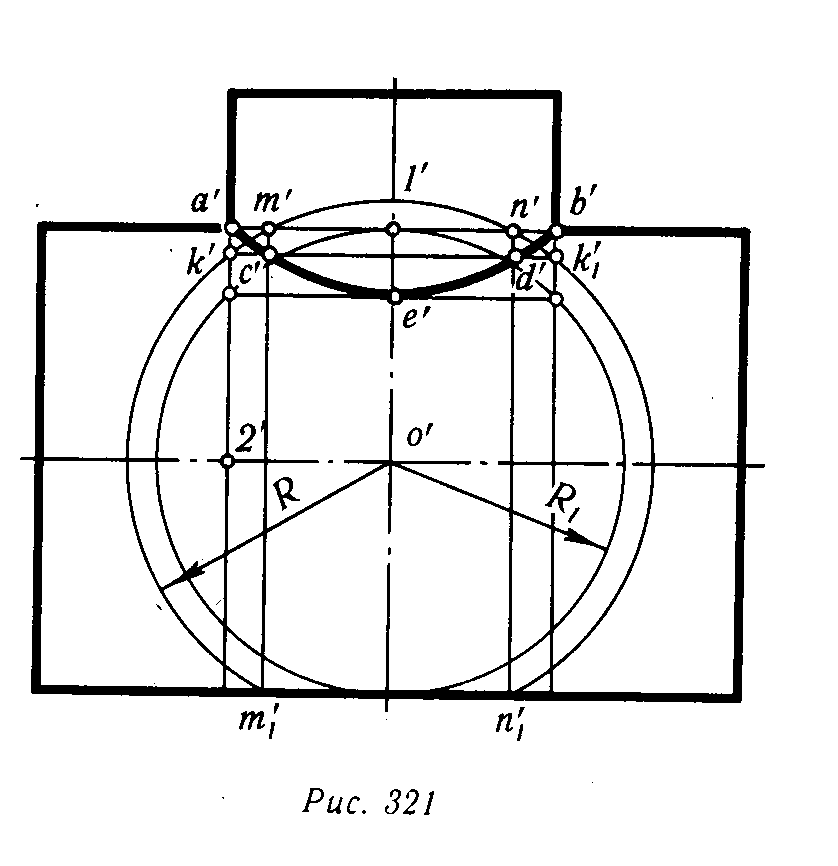 1'
a' m' n' b'
k' c' d' k'₁
e'
2' o'
R R₁
m'₁ n'₁
Рис. 321